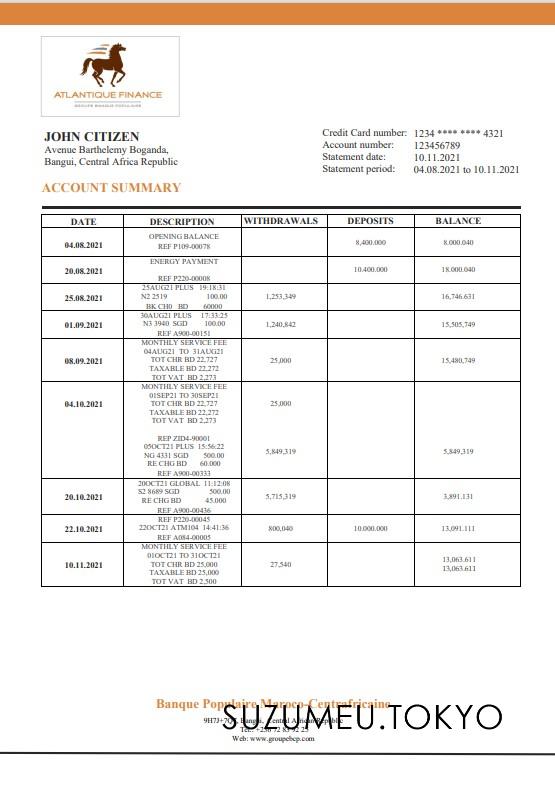 ATLANTIQUE FINANCE
GROUPE BANQUE POPULAIRE
JOHN CITIZEN
Avenue Barthelemy Boganda,
Bangui, Central Africa Republic
Credit Card number: 1234 **** **** 4321
Account number: 123456789
Statement date: 10.11.2021
Statement period: 04.08.2021 to 10.11.2021
ACCOUNT SUMMARY
DATE DESCRIPTION WITHDRAWALS DEPOSITS BALANCE
04.08.2021 OPENING BALANCE 8,400.000 8.000.040
REF P109-00078
20.08.2021 ENERGY PAYMENT 10.400.000 18.000.040
REF P220-00008
25.08.2021 25AUG21 PLUS 19:18:31 1,253,349 16,746.631
N2 2519 100.00
BK CH0 BD 60000
01.09.2021 30AUG21 PLUS 17:33:25 1,240,842 15,505,749
N3 3940 SGD 100.00
REF A900-00151
08.09.2021 MONTHLY SERVICE FEE 25,000 15,480,749
04AUG21 TO 31AUG21
TOT CHR BD 22,727
TAXABLE BD 22,272
TOT VAT BD 2,273
04.10.2021 MONTHLY SERVICE FEE 25,000
01SEP21 TO 30SEP21
TOT CHR BD 22,727
TAXABLE BD 22,272
TOT VAT BD 2,273
REP ZID4-90001
05OCT21 PLUS 15:56:22 5,849,319 5,849,319
NG 4331 SGD 500.00
RE CHG BD 60.000
REF A900-00333
20.10.2021 20OCT21 GLOBAL 11:12:08 5,715,319 3,891.131
S2 8689 SGD 500.00
RE CHG BD 45.000
REF A900-00436
22.10.2021 REF P220-00045 800,040 10.000.000 13,091.111
22OCT21 ATM104 14:41:36
REF A084-00005
10.11.2021 MONTHLY SERVICE FEE 27,540 13,063.611
01OCT21 TO 31OCT21 13,063.611
TOT CHR BD 25,000
TAXABLE BD 25,000
TOT VAT BD 2,500
Banque Populaire Maroco-Centrafricaine
SUZUMEU.TOKYO
Bangui, Central African Republic
Web: www.groupebcp.com